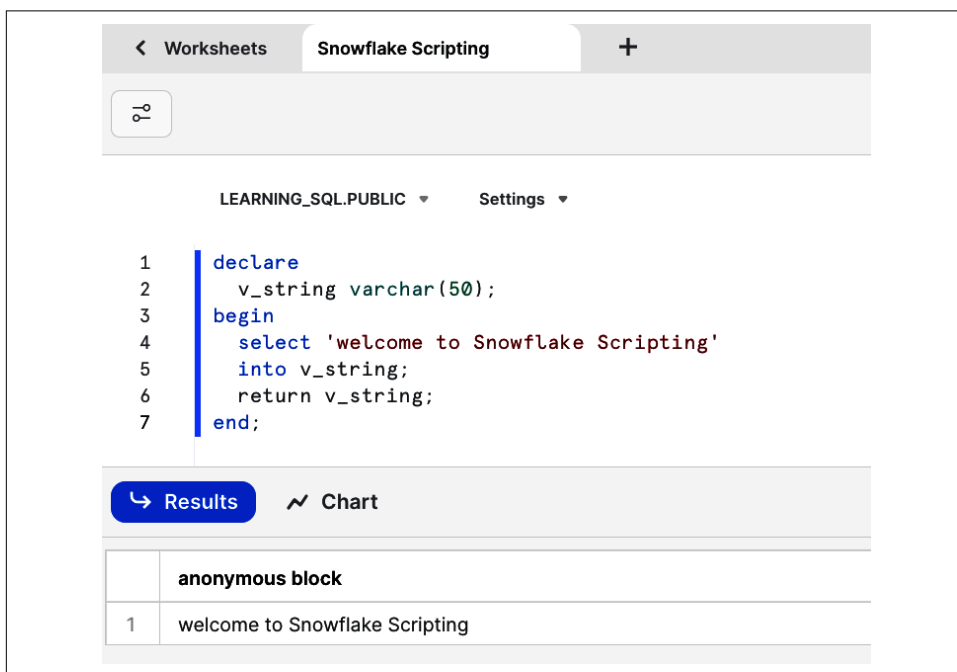 Worksheets Snowflake Scripting +
LEARNING_SQL.PUBLIC Settings
1 declare
2 v_string varchar(50);
3 begin
4 select 'welcome to Snowflake Scripting'
5 into v_string;
6 return v_string;
7 end;
Results Chart
anonymous block
1 welcome to Snowflake Scripting